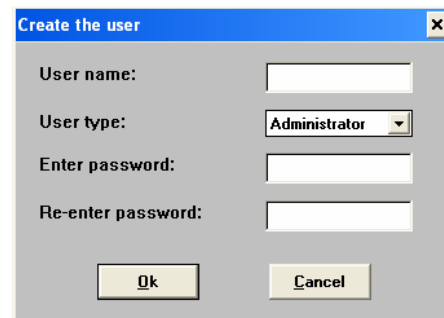 Create the user
User name:
User type: Administrator
Enter password:
Re-enter password:
Ok Cancel